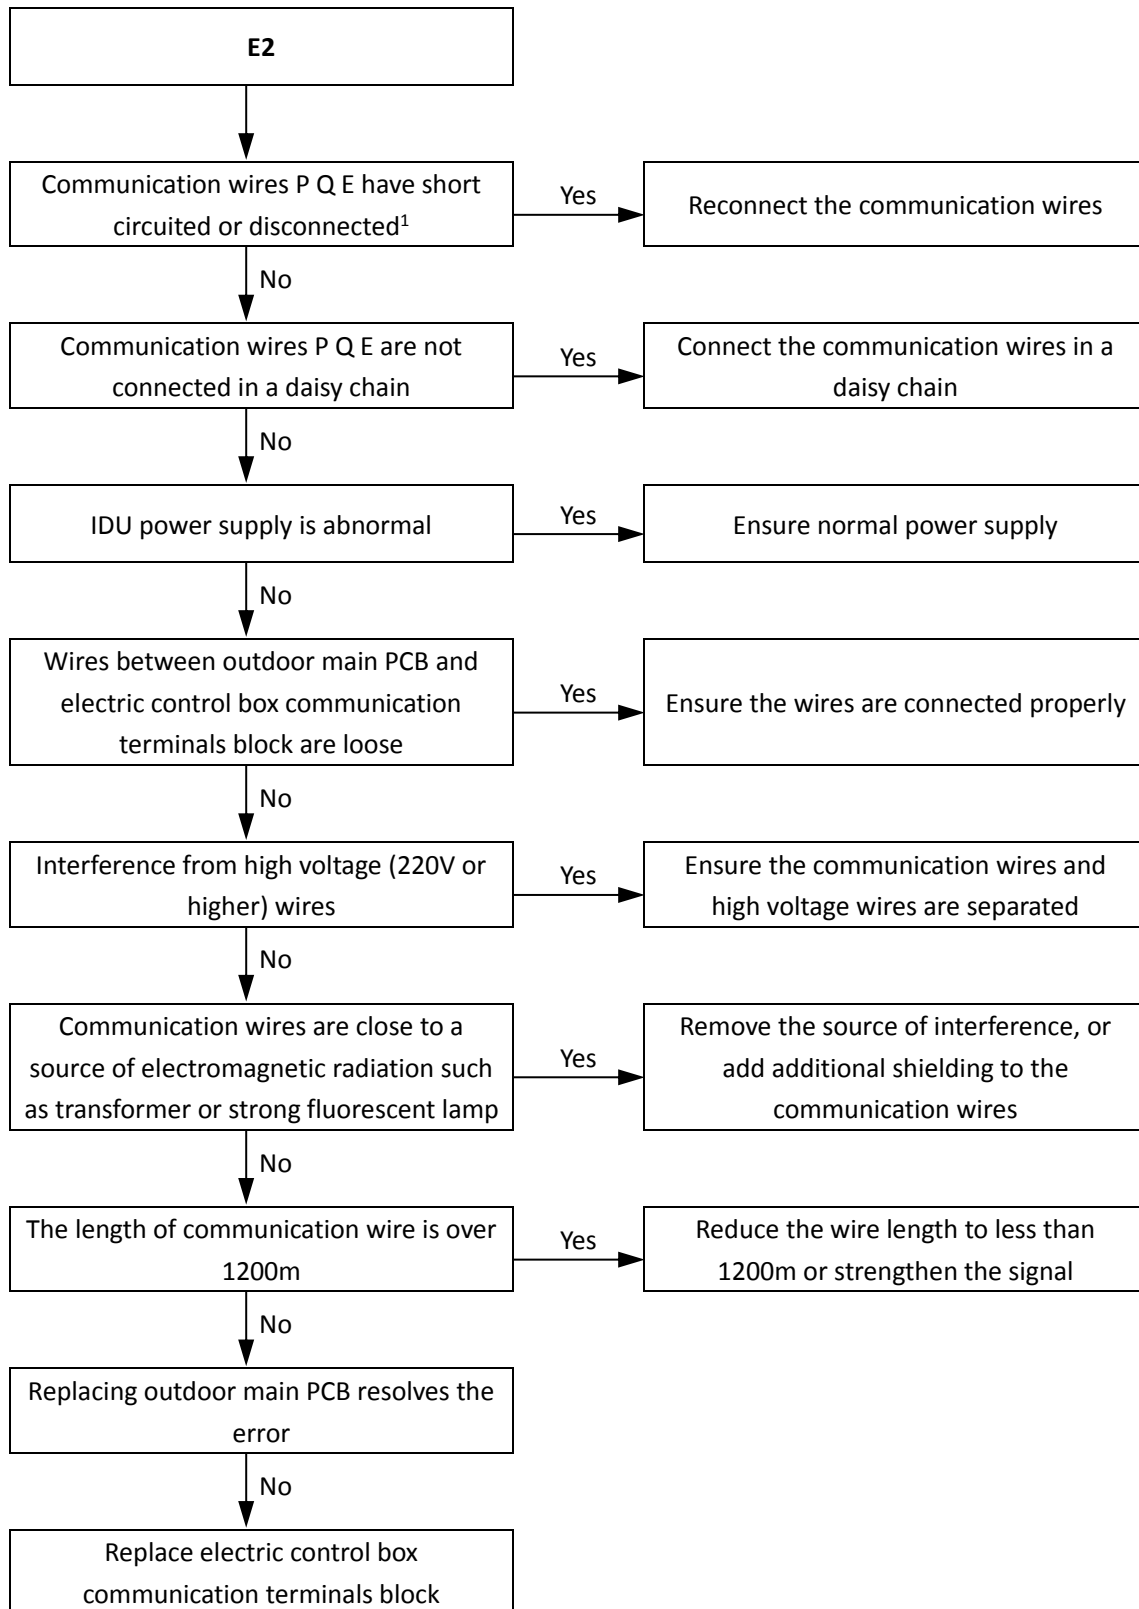 E2
Communication wires P Q E have short
circuited or disconnected¹
Yes
Reconnect the communication wires
No
Communication wires P Q E are not
connected in a daisy chain
Yes
Connect the communication wires in a
daisy chain
No
IDU power supply is abnormal
Yes
Ensure normal power supply
No
Wires between outdoor main PCB and
electric control box communication
terminals block are loose
Yes
Ensure the wires are connected properly
No
Interference from high voltage (220V or
higher) wires
Yes
Ensure the communication wires and
high voltage wires are separated
No
Communication wires are close to a
source of electromagnetic radiation such
as transformer or strong fluorescent lamp
Yes
Remove the source of interference, or
add additional shielding to the
communication wires
No
The length of communication wire is over
1200m
Yes
Reduce the wire length to less than
1200m or strengthen the signal
No
Replacing outdoor main PCB resolves the
error
No
Replace electric control box
communication terminals block